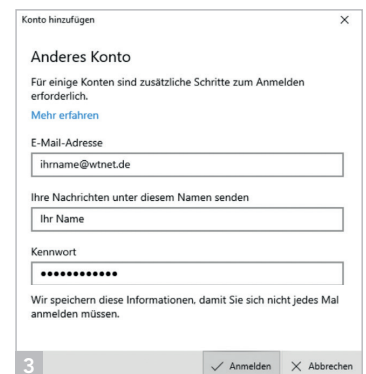 Konto hinzufügen
Anderes Konto
Für einige Konten sind zusätzliche Schritte zum Anmelden
erforderlich.
Mehr erfahren
E-Mail-Adresse
ihrname@wtnet.de
Ihre Nachrichten unter diesem Namen senden
Ihr Name
Kennwort
●●●●●●●●●●●●
Wir speichern diese Informationen, damit Sie sich nicht jedes Mal
anmelden müssen.
3
Anmelden
Abbrechen